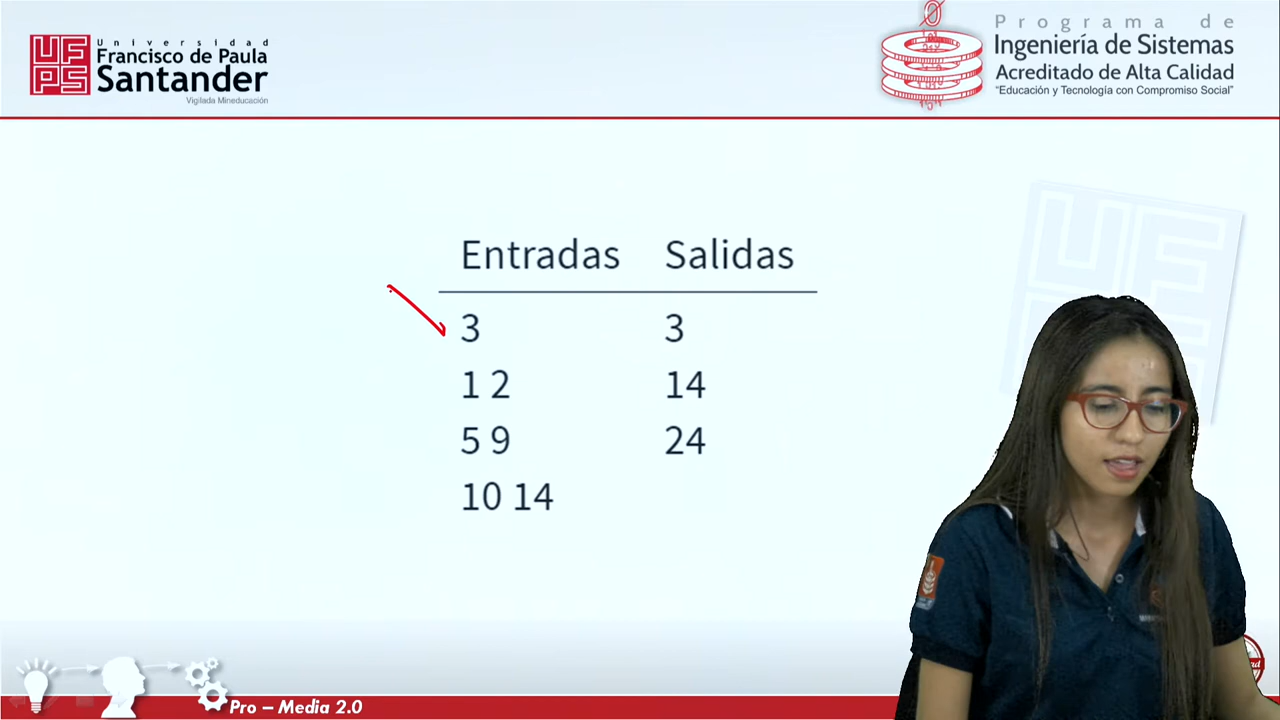 UFPS
Universidad
Francisco de Paula
Santander
Vigilada Mineducación
Programa de
Ingeniería de Sistemas
Acreditado de Alta Calidad
"Educación y Tecnología con Compromiso Social"
Entradas Salidas
3 3
1 2 14
5 9 24
10 14
Pro – Media 2.0